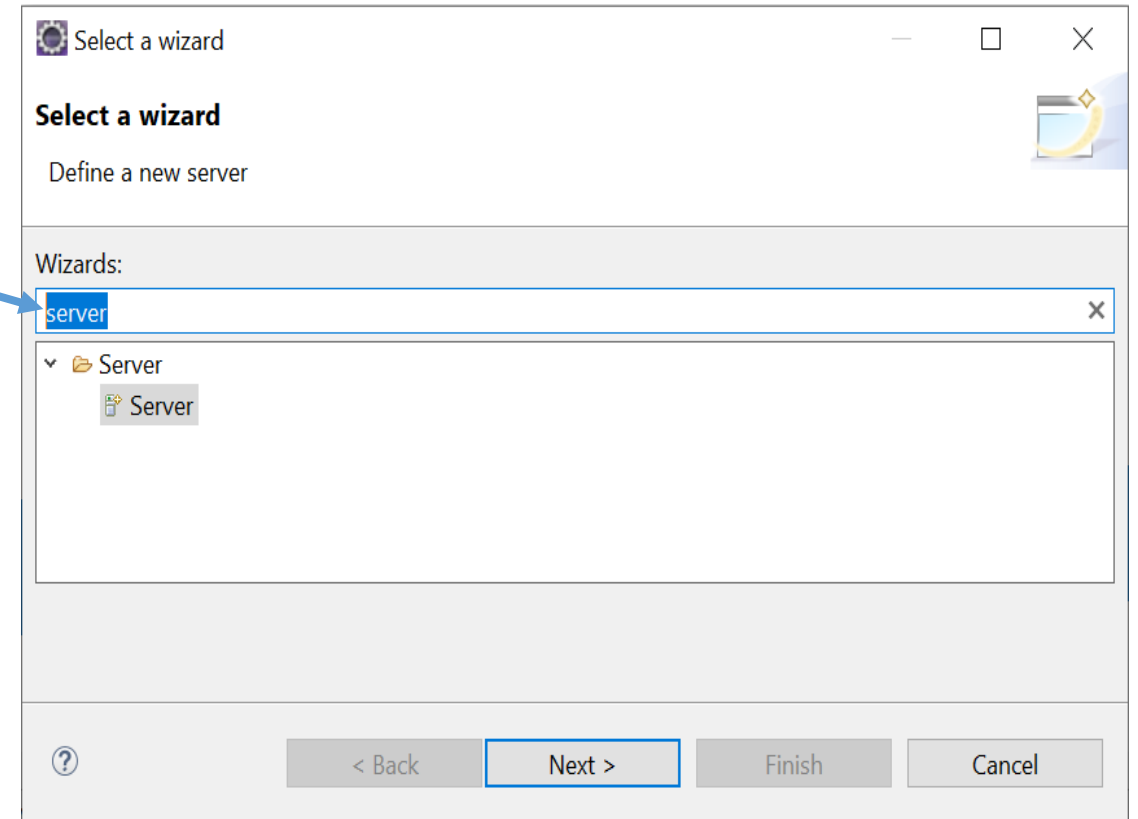 Select a wizard
Select a wizard
Define a new server
Wizards:
server
Server
Server
< Back Next > Finish Cancel